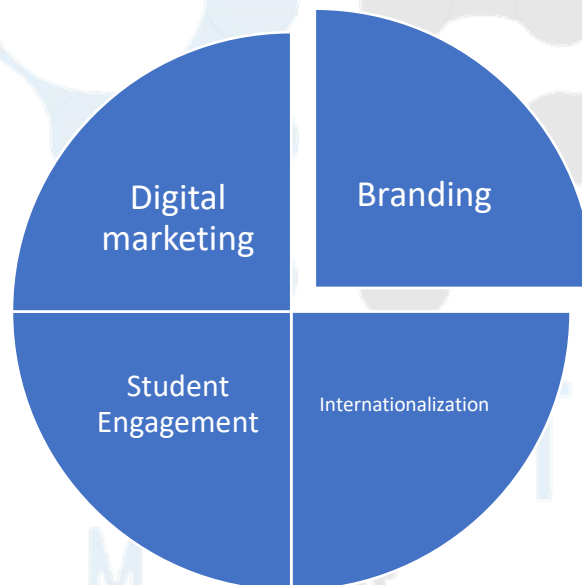 Digital
marketing
Branding
Student
Engagement
Internationalization